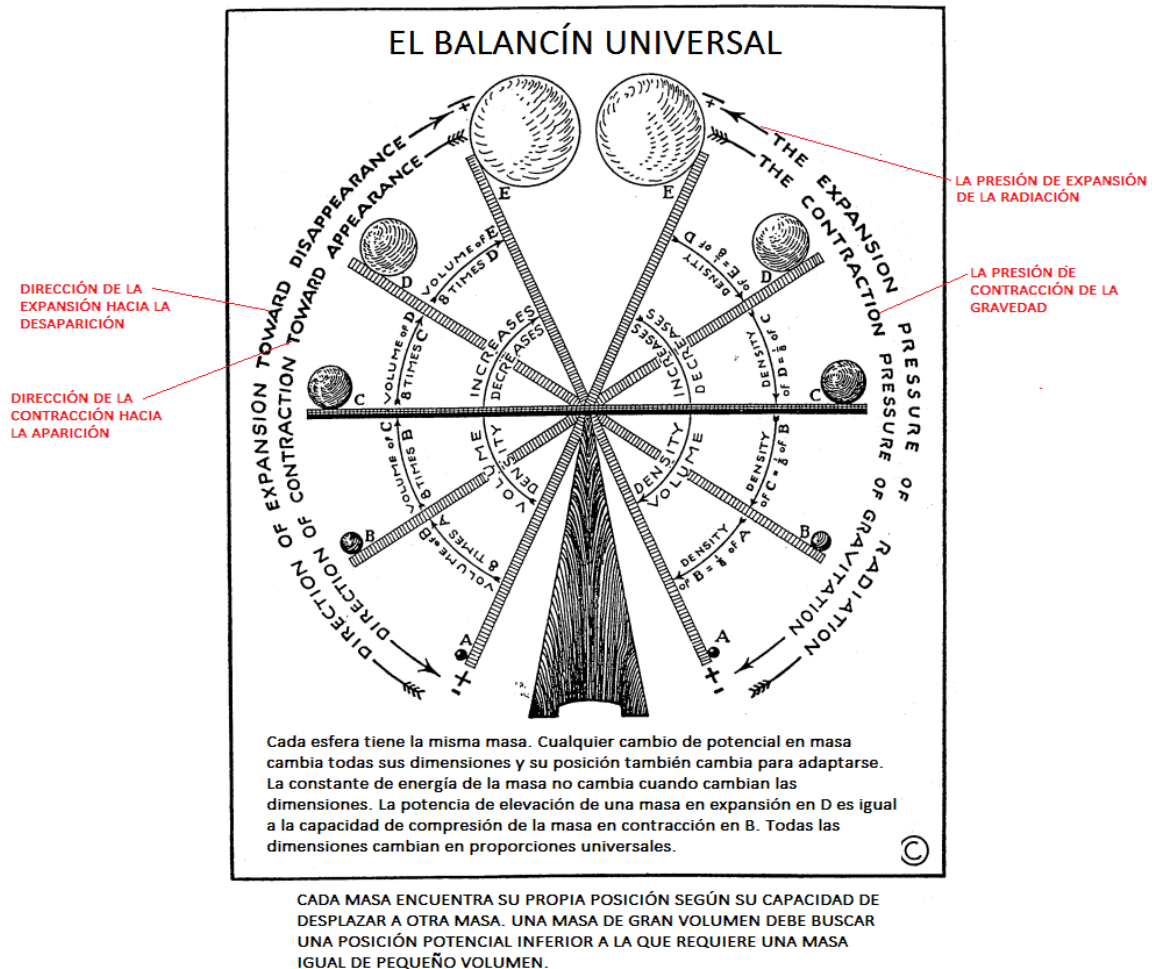 EL BALANCÍN UNIVERSAL
DIRECTION OF EXPANSION TOWARD DISAPPEARANCE
DIRECTION OF CONTRACTION TOWARD APPEARANCE
THE EXPANSION PRESSURE OF RADIATION
THE CONTRACTION PRESSURE OF GRAVITATION
LA PRESIÓN DE EXPANSIÓN
DE LA RADIACIÓN
LA PRESIÓN DE
CONTRACCIÓN DE LA
GRAVEDAD
DIRECCIÓN DE LA
EXPANSIÓN HACIA LA
DESAPARICIÓN
DIRECCIÓN DE LA
CONTRACCIÓN HACIA
LA APARICIÓN
+
E
E
+
D
D
C
C
B
B
A
A
- +
- +
VOLUME of E
8 TIMES D
VOLUME of D
8 TIMES C
VOLUME of C
8 TIMES B
VOLUME of B
8 TIMES A
VOLUME INCREASES
DENSITY DECREASES
DENSITY INCREASES
VOLUME DECREASES
DENSITY
of E = 1/8 of D
DENSITY
of D = 1/8 of C
DENSITY
of C = 1/8 of B
DENSITY
of B = 1/8 of A
Cada esfera tiene la misma masa. Cualquier cambio de potencial en masa
cambia todas sus dimensiones y su posición también cambia para adaptarse.
La constante de energía de la masa no cambia cuando cambian las
dimensiones. La potencia de elevación de una masa en expansión en D es igual
a la capacidad de compresión de la masa en contracción en B. Todas las
dimensiones cambian en proporciones universales.
©
CADA MASA ENCUENTRA SU PROPIA POSICIÓN SEGÚN SU CAPACIDAD DE
DESPLAZAR A OTRA MASA. UNA MASA DE GRAN VOLUMEN DEBE BUSCAR
UNA POSICIÓN POTENCIAL INFERIOR A LA QUE REQUIERE UNA MASA
IGUAL DE PEQUEÑO VOLUMEN.